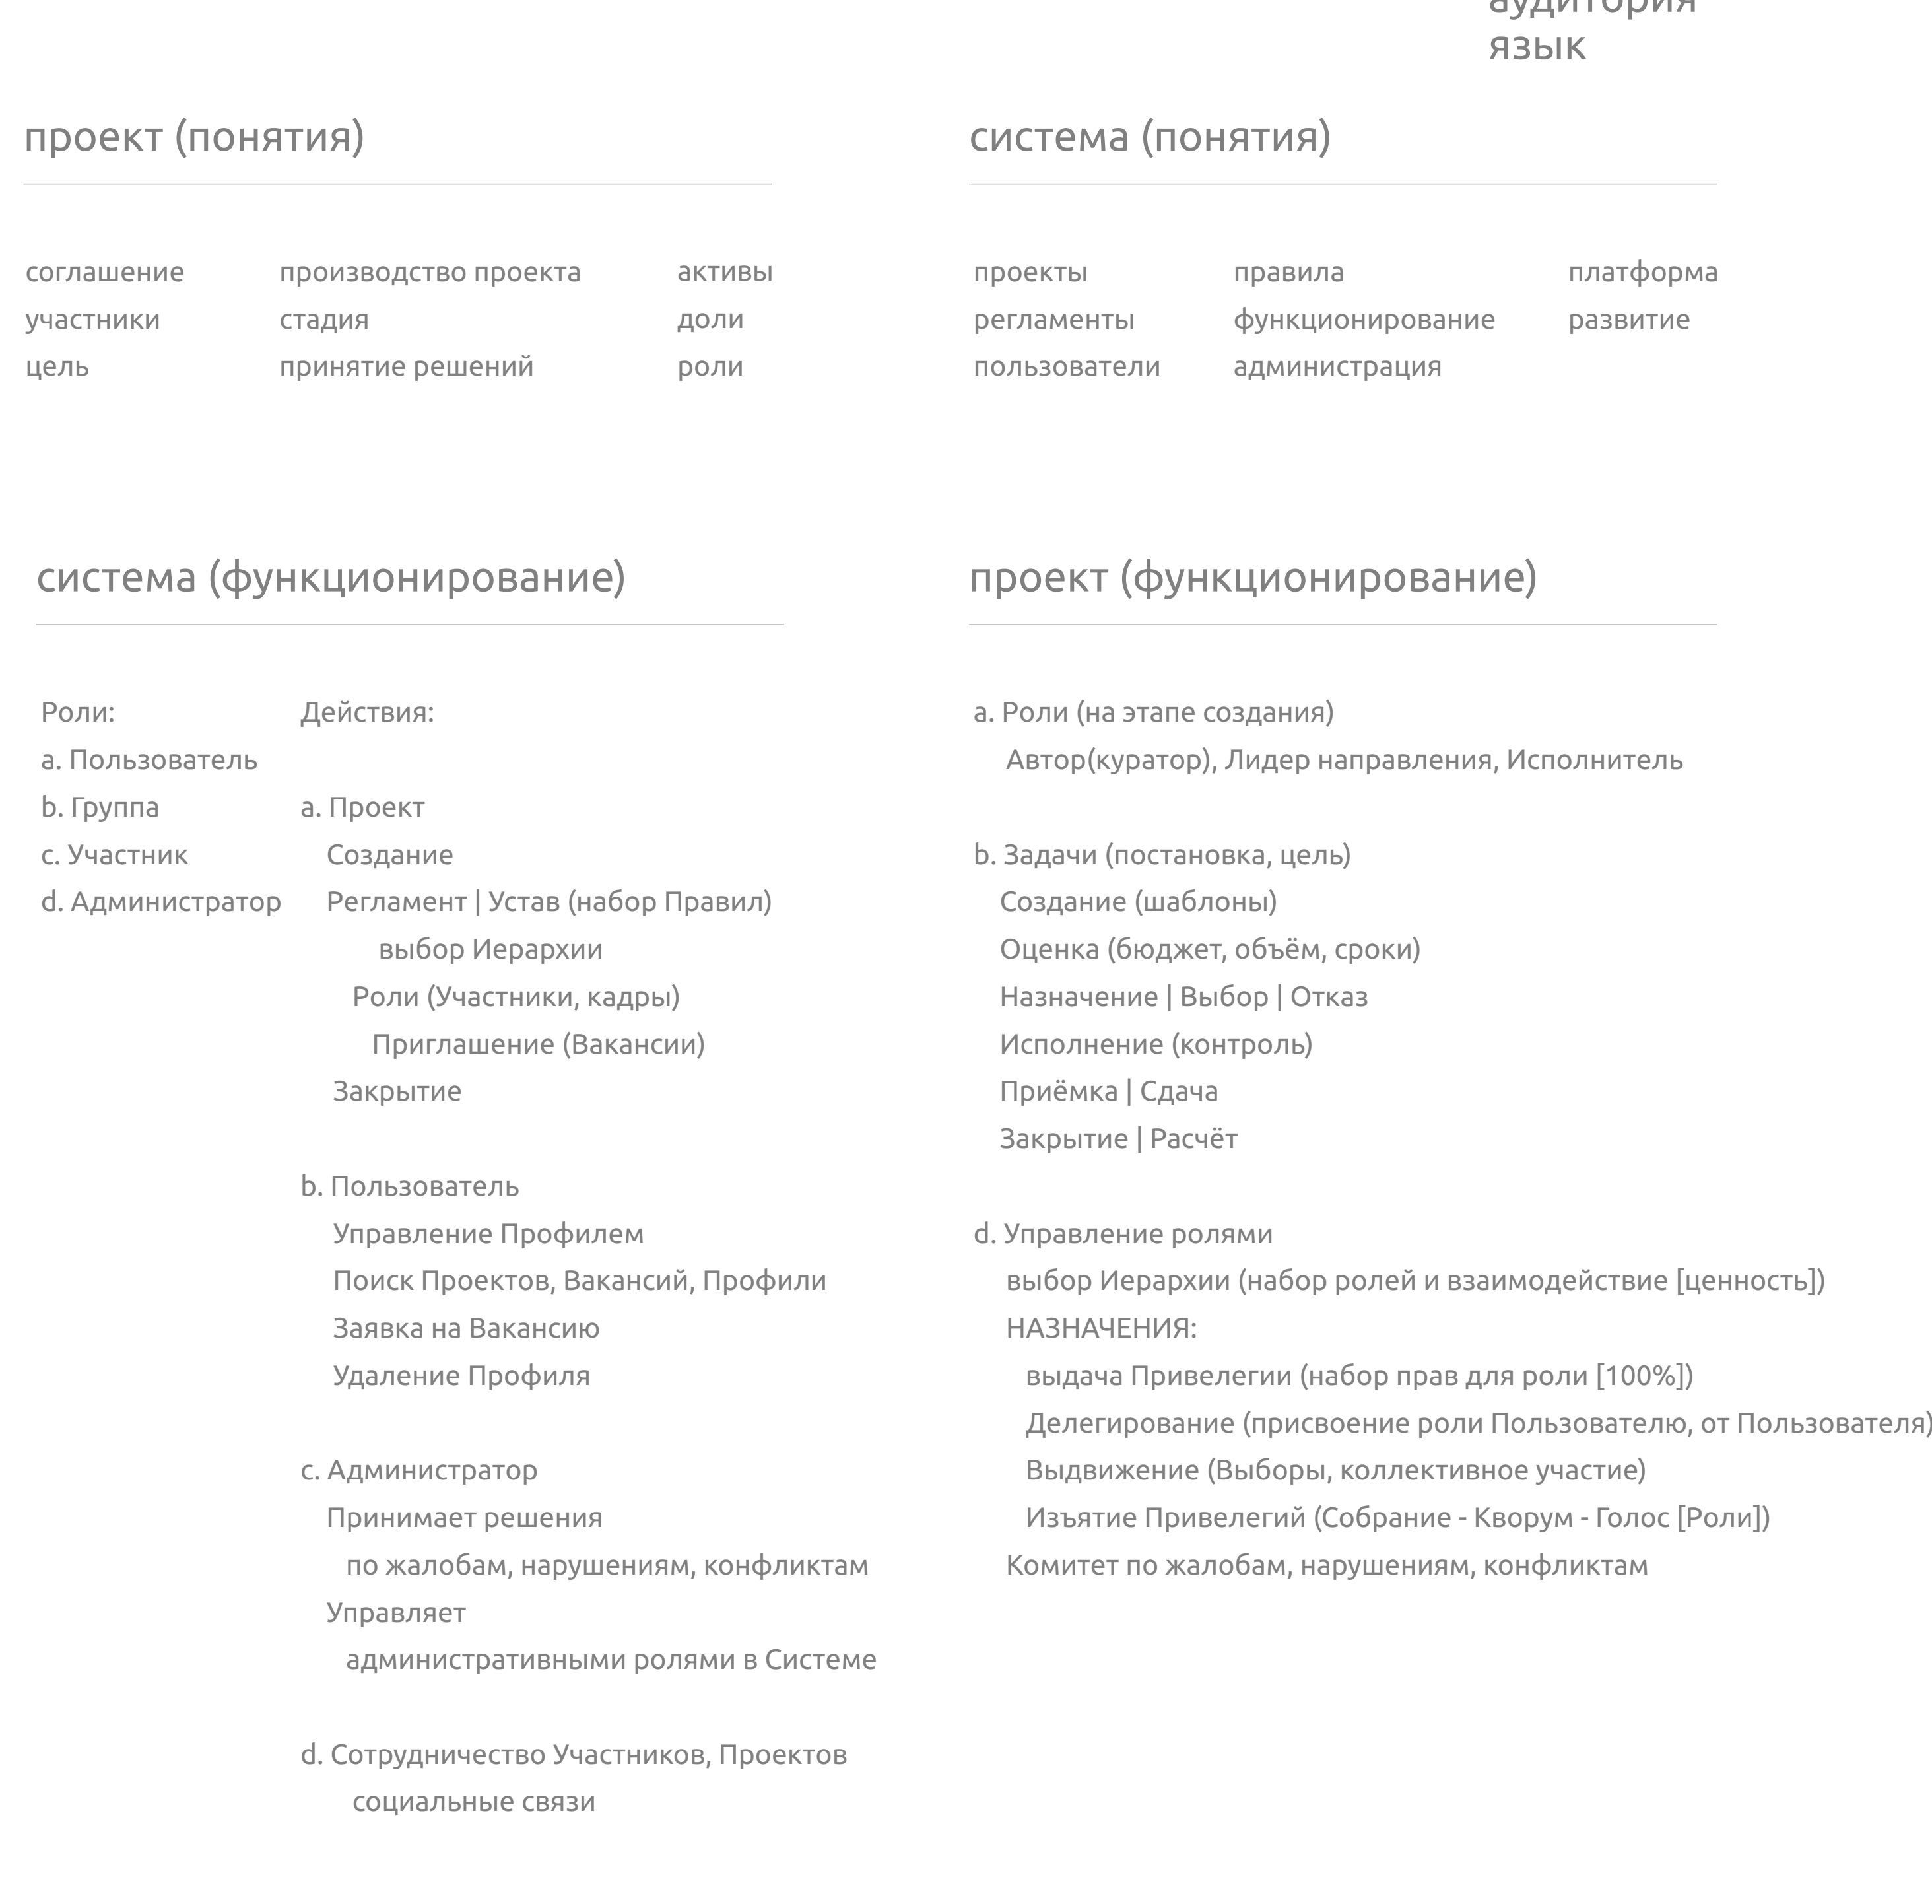 аудитория
язык
проект (понятия)
соглашение
участники
цель
производство проекта
стадия
принятие решений
активы
доли
роли
система (понятия)
проекты
регламенты
пользователи
правила
функционирование
администрация
платформа
развитие
система (функционирование)
Роли:
a. Пользователь
b. Группа
c. Участник
d. Администратор
Действия:
a. Проект
Создание
Регламент | Устав (набор Правил)
выбор Иерархии
Роли (Участники, кадры)
Приглашение (Вакансии)
Закрытие
b. Пользователь
Управление Профилем
Поиск Проектов, Вакансий, Профили
Заявка на Вакансию
Удаление Профиля
c. Администратор
Принимает решения
по жалобам, нарушениям, конфликтам
Управляет
административными ролями в Системе
d. Сотрудничество Участников, Проектов
социальные связи
проект (функционирование)
a. Роли (на этапе создания)
Автор(куратор), Лидер направления, Исполнитель
b. Задачи (постановка, цель)
Создание (шаблоны)
Оценка (бюджет, объём, сроки)
Назначение | Выбор | Отказ
Исполнение (контроль)
Приёмка | Сдача
Закрытие | Расчёт
d. Управление ролями
выбор Иерархии (набор ролей и взаимодействие [ценность])
НАЗНАЧЕНИЯ:
выдача Привелегии (набор прав для роли [100%])
Делегирование (присвоение роли Пользователю, от Пользователя)
Выдвижение (Выборы, коллективное участие)
Изъятие Привелегий (Собрание - Кворум - Голос [Роли])
Комитет по жалобам, нарушениям, конфликтам